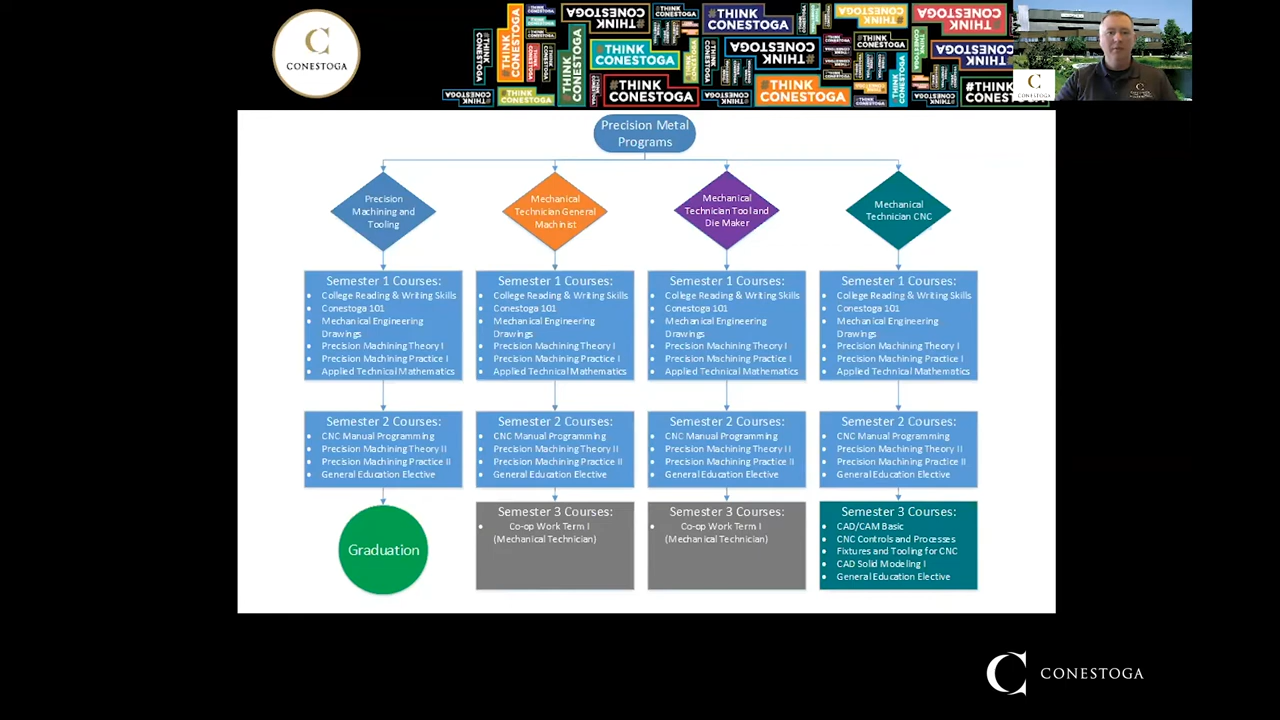 C
CONESTOGA
#THINK CONESTOGA
THINK CONESTOGA
#THINK
CONESTOGA
#THINK
CONESTOGA
#THINK
CONESTOGA
THINK
CONESTOGA
#THINK
CONESTOGA
C
CONESTOGA
Precision Metal
Programs
Precision
Machining and
Tooling
Mechanical
Technician General
Machinist
Mechanical
Technician Tool and
Die Maker
Mechanical
Technician CNC
Semester 1 Courses:
• College Reading & Writing Skills
• Conestoga 101
• Mechanical Engineering
Drawings
• Precision Machining Theory I
• Precision Machining Practice I
• Applied Technical Mathematics
Semester 1 Courses:
• College Reading & Writing Skills
• Conestoga 101
• Mechanical Engineering
Drawings
• Precision Machining Theory I
• Precision Machining Practice I
• Applied Technical Mathematics
Semester 1 Courses:
• College Reading & Writing Skills
• Conestoga 101
• Mechanical Engineering
Drawings
• Precision Machining Theory I
• Precision Machining Practice I
• Applied Technical Mathematics
Semester 1 Courses:
• College Reading & Writing Skills
• Conestoga 101
• Mechanical Engineering
Drawings
• Precision Machining Theory I
• Precision Machining Practice I
• Applied Technical Mathematics
Semester 2 Courses:
• CNC Manual Programming
• Precision Machining Theory II
• Precision Machining Practice II
• General Education Elective
Semester 2 Courses:
• CNC Manual Programming
• Precision Machining Theory II
• Precision Machining Practice II
• General Education Elective
Semester 2 Courses:
• CNC Manual Programming
• Precision Machining Theory II
• Precision Machining Practice II
• General Education Elective
Semester 2 Courses:
• CNC Manual Programming
• Precision Machining Theory II
• Precision Machining Practice II
• General Education Elective
Graduation
Semester 3 Courses:
• Co-op Work Term I
(Mechanical Technician)
Semester 3 Courses:
• Co-op Work Term I
(Mechanical Technician)
Semester 3 Courses:
• CAD/CAM Basic
• CNC Controls and Processes
• Fixtures and Tooling for CNC
• CAD Solid Modeling I
• General Education Elective
C CONESTOGA